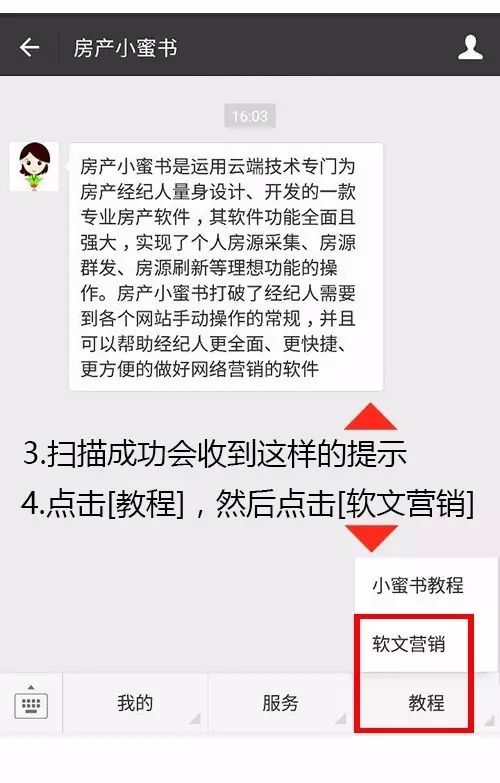 房产小蜜书
16:03
房产小蜜书是运用云端技术专门为
房产经纪人量身设计、开发的一款
专业房产软件，其软件功能全面且
强大，实现了个人房源采集、房源
群发、房源刷新等理想功能的操
作。房产小蜜书打破了经纪人需要
到各个网站手动操作的常规，并且
可以帮助经纪人更全面、更快捷、
更方便的做好网络营销的软件
3.扫描成功会收到这样的提示
4.点击[教程]，然后点击[软文营销]
小蜜书教程
软文营销
我的
服务
教程